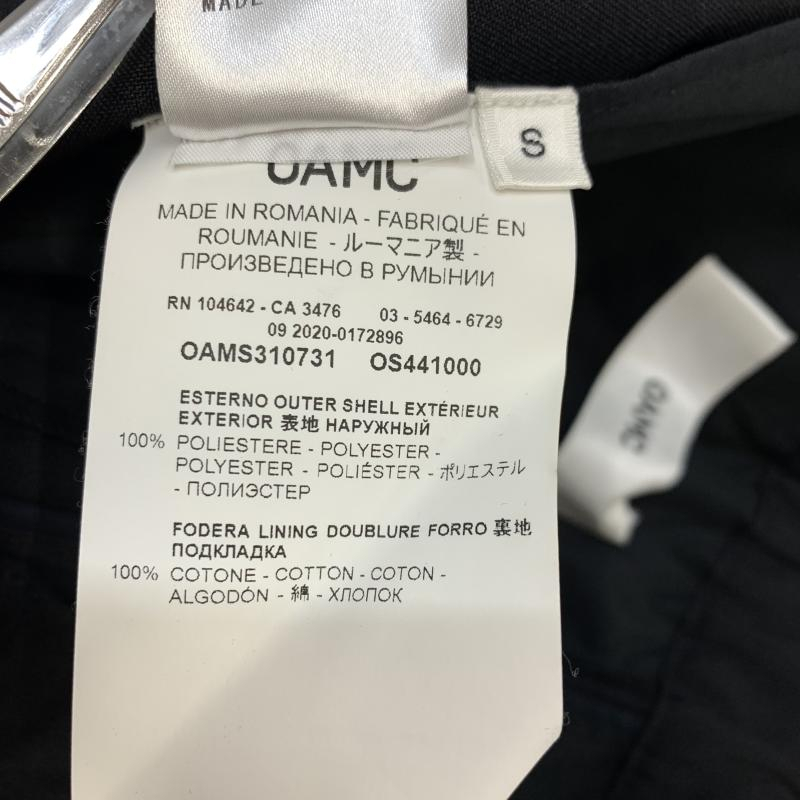 MADE
S
OAMC
MADE IN ROMANIA - FABRIQUÉ EN
ROUMANIE - ルーマニア製 -
ПРОИЗВЕДЕНО В РУМЫНИИ
RN 104642 - CA 3476 03 - 5464 - 6729
09 2020-0172896
OAMS310731 OS441000
ESTERNO OUTER SHELL EXTÉRIEUR
EXTERIOR 表地 НАРУЖНЫЙ
100% POLIESTERE - POLYESTER -
POLYESTER - POLIÉSTER - ポリエステル
- ПОЛИЭСТЕР
FODERA LINING DOUBLURE FORRO 裏地
ПОДКЛАДКА
100% COTONE - COTTON - COTON -
ALGODÓN - 綿 - ХЛОПОК
OAMC